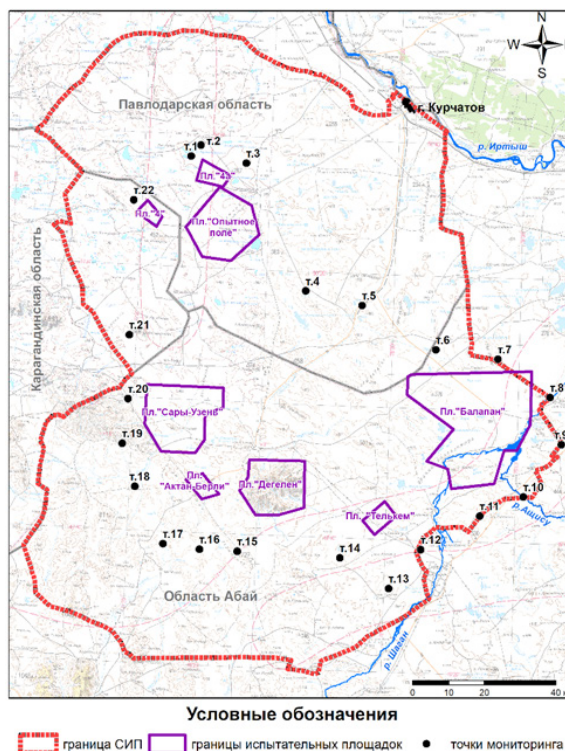 N
W
E
S
г. Курчатов
Павлодарская область
р. Иртыш
т.1
т.2
т.3
Пл."4а"
т.22
Пл."4"
Пл."Опытное
поле"
Карагандинская область
т.4
т.5
т.6
т.7
т.21
т.20
Пл."Сары-Узень"
Пл."Балапан"
т.8
т.9
т.19
т.18
Пл.
"Актан-Берли"
Пл."Дегелен"
Пл."Телькем"
т.10
т.11
р.Ащису
т.12
т.17
т.16
т.15
т.14
т.13
Область Абай
р. Шаган
0 10 20 40
Условные обозначения
граница СИП
границы испытательных площадок
точки мониторинга